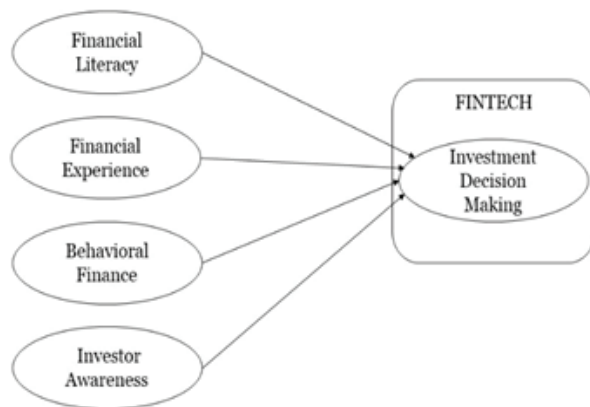 Financial
Literacy
Financial
Experience
Behavioral
Finance
Investor
Awareness
FINTECH
Investment
Decision
Making